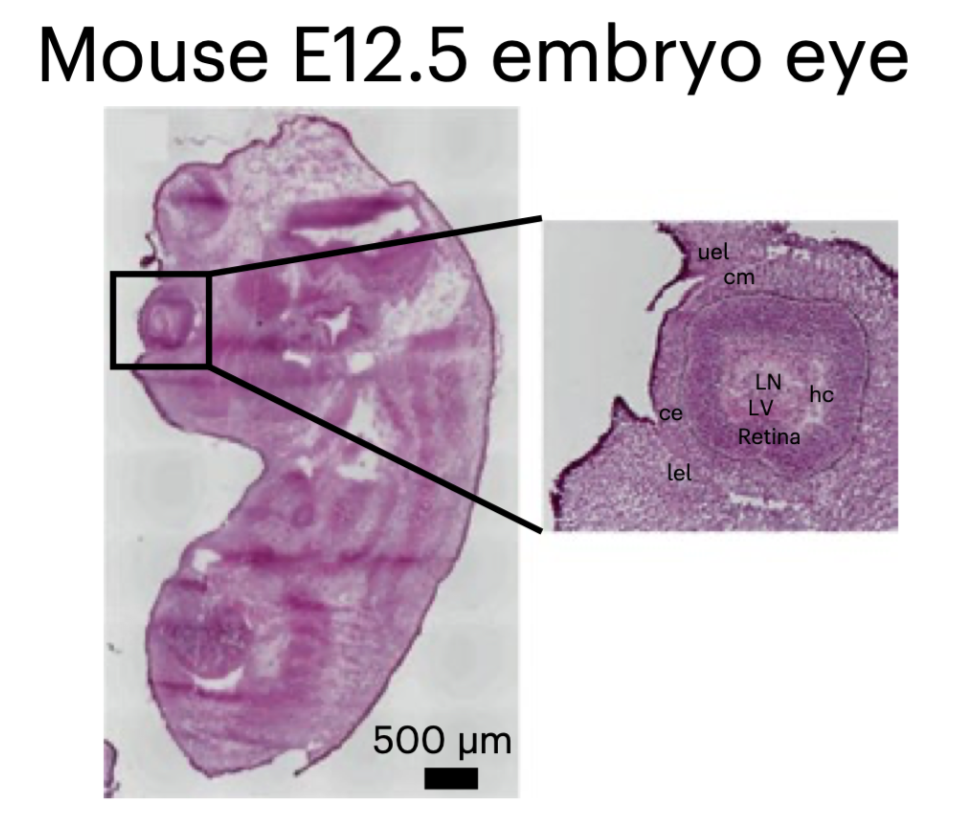 Mouse E12.5 embryo eye
uel
cm
LN
hc
LV
ce
Retina
lel
500 µm